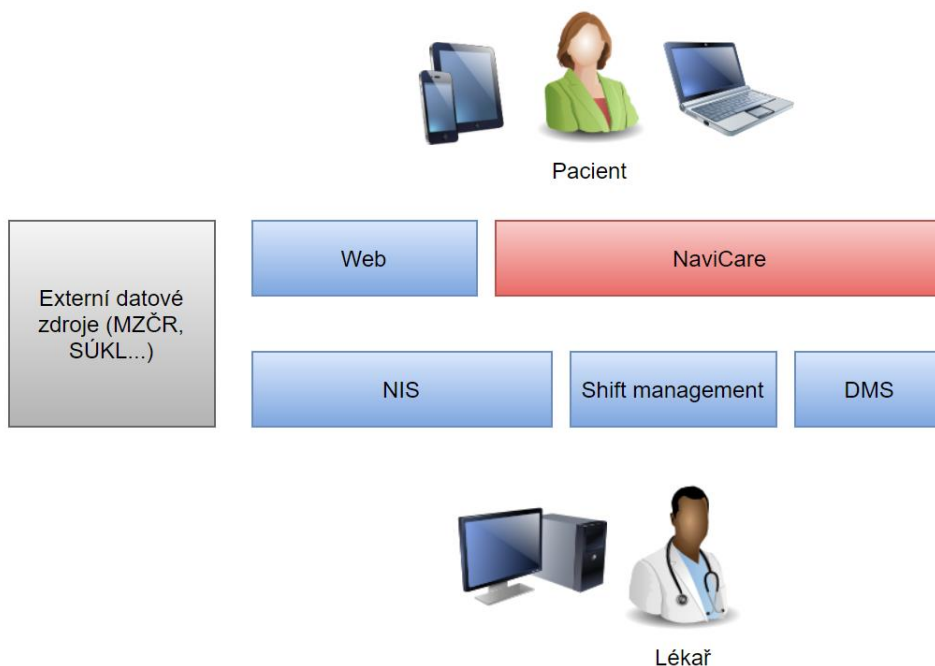 Pacient
Externí datové
zdroje (MZČR,
SÚKL...)
Web
NaviCare
NIS
Shift management
DMS
Lékař